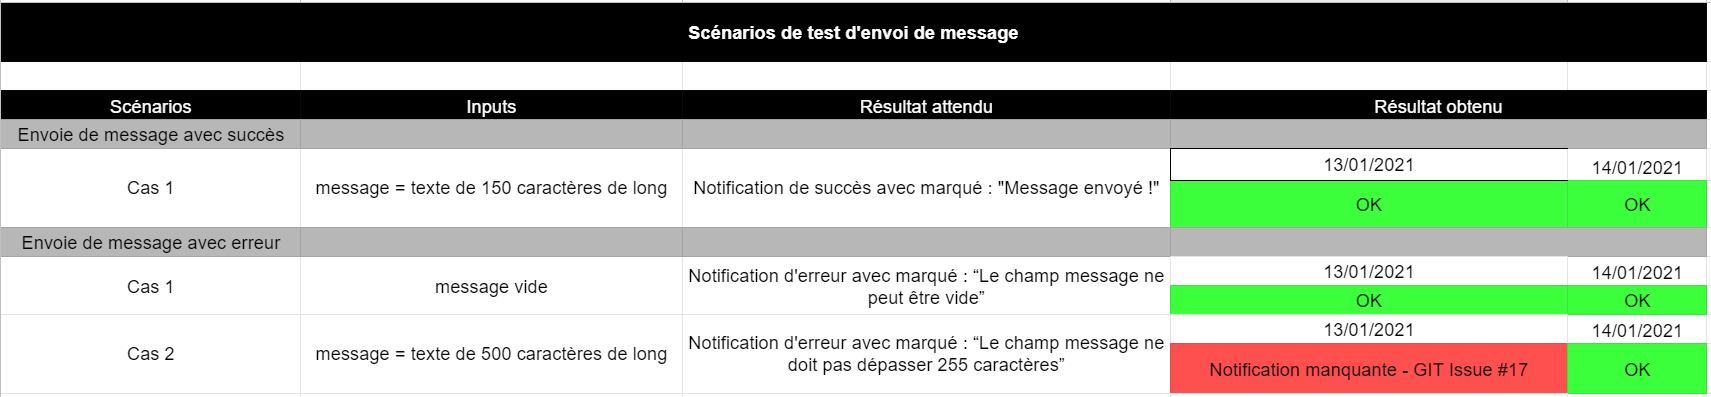 Scénarios de test d'envoi de message
Scénarios Inputs Résultat attendu Résultat obtenu
Envoie de message avec succès
Cas 1
message = texte de 150 caractères de long
Notification de succès avec marqué : "Message envoyé !"
13/01/2021 14/01/2021
OK OK
Envoie de message avec erreur
Cas 1
message vide
Notification d'erreur avec marqué : “Le champ message ne
peut être vide”
13/01/2021 14/01/2021
OK OK
Cas 2
message = texte de 500 caractères de long
Notification d'erreur avec marqué : “Le champ message ne
doit pas dépasser 255 caractères”
13/01/2021 14/01/2021
Notification manquante - GIT Issue #17 OK